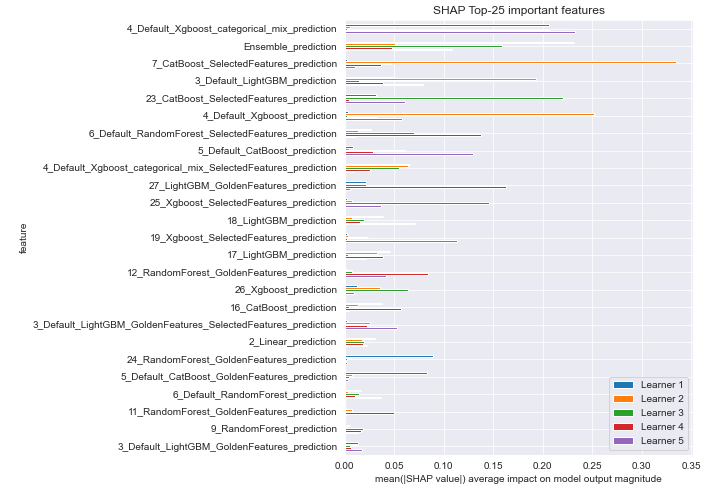 SHAP Top-25 important features
4_Default_Xgboost_categorical_mix_prediction
Ensemble_prediction
7_CatBoost_SelectedFeatures_prediction
3_Default_LightGBM_prediction
23_CatBoost_SelectedFeatures_prediction
4_Default_Xgboost_prediction
6_Default_RandomForest_SelectedFeatures_prediction
5_Default_CatBoost_prediction
4_Default_Xgboost_categorical_mix_SelectedFeatures_prediction
27_LightGBM_GoldenFeatures_prediction
25_Xgboost_SelectedFeatures_prediction
18_LightGBM_prediction
19_Xgboost_SelectedFeatures_prediction
17_LightGBM_prediction
12_RandomForest_GoldenFeatures_prediction
26_Xgboost_prediction
16_CatBoost_prediction
3_Default_LightGBM_GoldenFeatures_SelectedFeatures_prediction
2_Linear_prediction
24_RandomForest_GoldenFeatures_prediction
5_Default_CatBoost_GoldenFeatures_prediction
6_Default_RandomForest_prediction
11_RandomForest_GoldenFeatures_prediction
9_RandomForest_prediction
3_Default_LightGBM_GoldenFeatures_prediction
feature
Learner 1
Learner 2
Learner 3
Learner 4
Learner 5
0.00 0.05 0.10 0.15 0.20 0.25 0.30 0.35
mean(|SHAP value|) average impact on model output magnitude